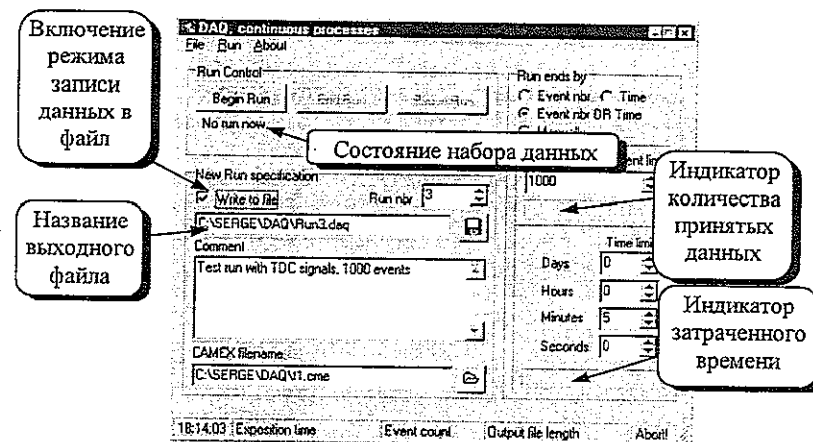 Включение
режима
записи
данных в
файл
Название
выходного
файла
DAQ, continuous processes
File Run About
Run Control
Begin Run
No run now
Состояние набора данных
New Run specification
Write to file
Run nbr 3
C:\SERGE\DAQ\Run3.daq
Comment
Test run with TDC signals, 1000 events
CAMEX filename
C:\SERGE\DAQ\1.cme
Run ends by
Event nbr Time
Event nbr OR Time
1000
Time
Days 0
Hours 0
Minutes 5
Seconds 0
Индикатор
количества
принятых
данных
Индикатор
затраченного
времени
18:14:03 Exposition time Event count Output file length Abort!